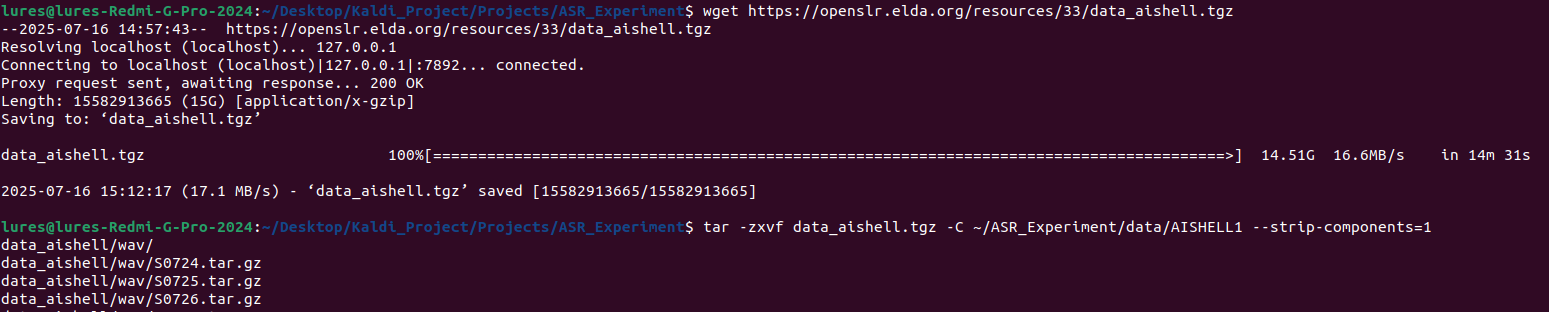 lures@lures-Redmi-G-Pro-2024:~/Desktop/Kaldi_Project/Projects/ASR_Experiment$ wget https://openslr.elda.org/resources/33/data_aishell.tgz
--2025-07-16 14:57:43--  https://openslr.elda.org/resources/33/data_aishell.tgz
Resolving localhost (localhost)... 127.0.0.1
Connecting to localhost (localhost)|127.0.0.1|:7892... connected.
Proxy request sent, awaiting response... 200 OK
Length: 15582913665 (15G) [application/x-gzip]
Saving to: ‘data_aishell.tgz’
data_aishell.tgz 100%[========================================================================================>] 14.51G 16.6MB/s in 14m 31s
2025-07-16 15:12:17 (17.1 MB/s) - ‘data_aishell.tgz’ saved [15582913665/15582913665]
lures@lures-Redmi-G-Pro-2024:~/Desktop/Kaldi_Project/Projects/ASR_Experiment$ tar -zxvf data_aishell.tgz -C ~/ASR_Experiment/data/AISHELL1 --strip-components=1
data_aishell/wav/
data_aishell/wav/S0724.tar.gz
data_aishell/wav/S0725.tar.gz
data_aishell/wav/S0726.tar.gz